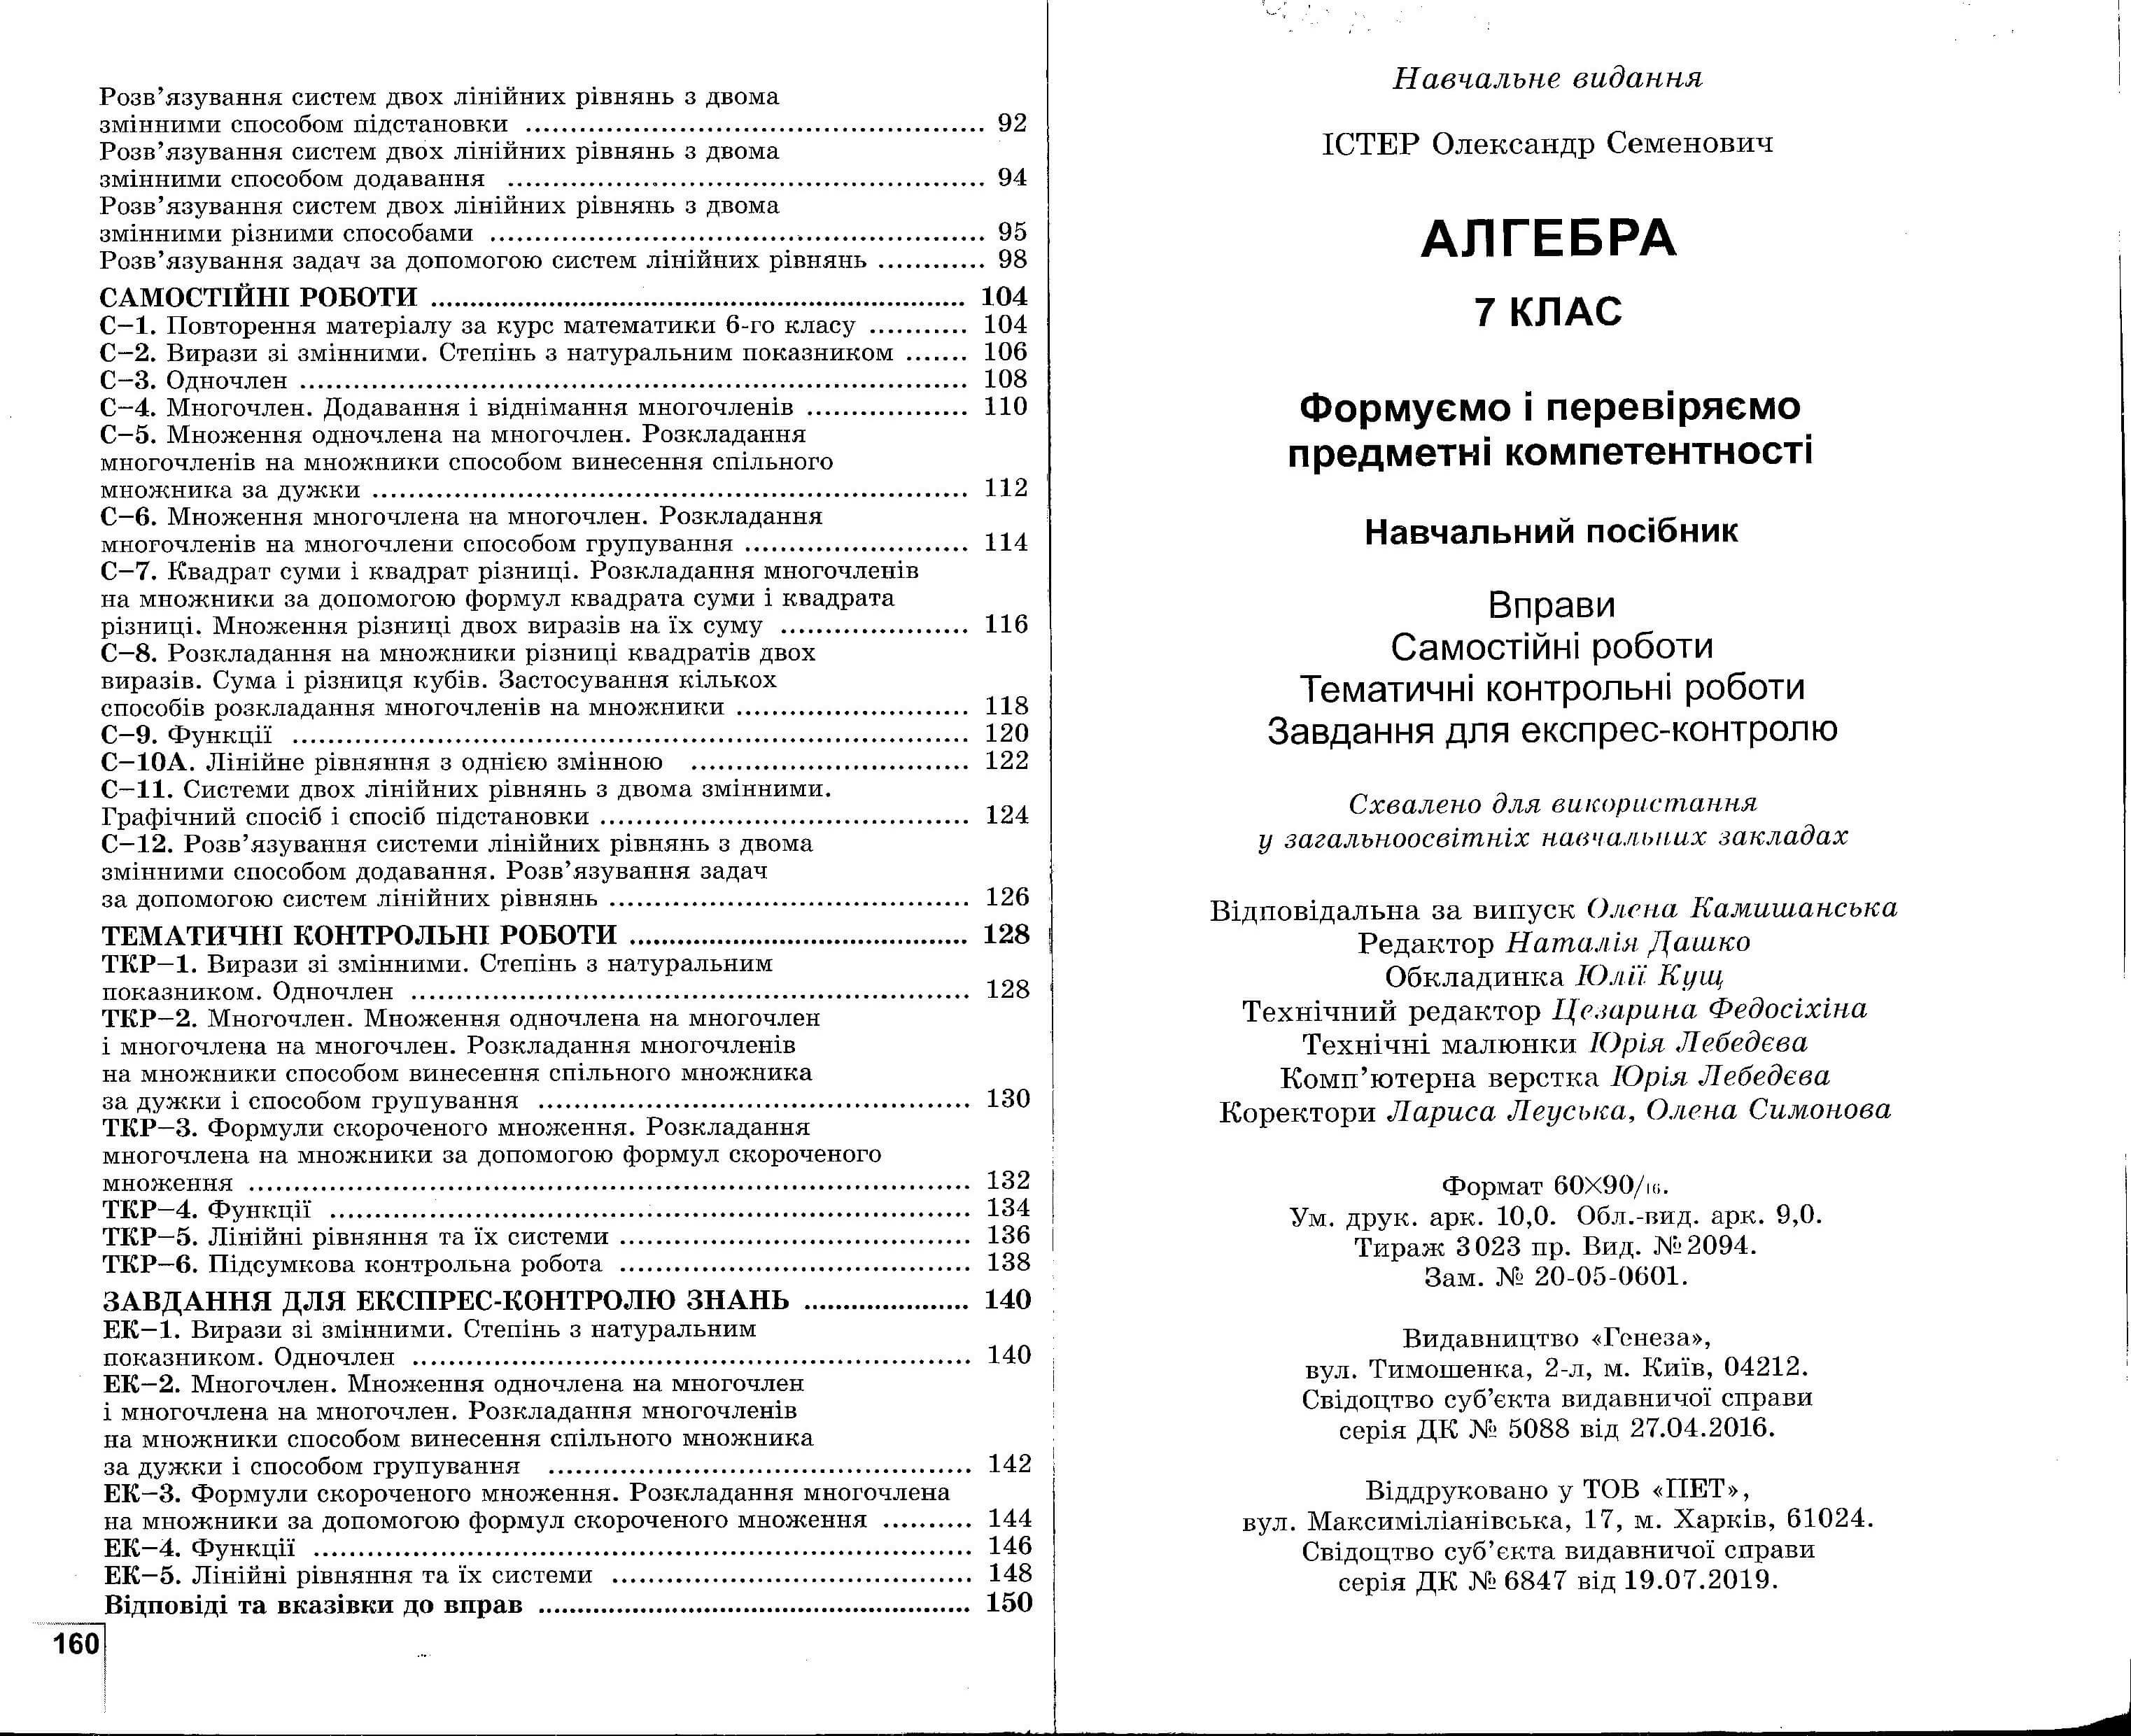 Розв’язування систем двох лінійних рівнянь з двома
змінними способом підстановки ........ 92
Розв’язування систем двох лінійних рівнянь з двома
змінними способом додавання ........ 94
Розв’язування систем двох лінійних рівнянь з двома
змінними різними способами ........ 95
Розв’язування задач за допомогою систем лінійних рівнянь ........ 98
САМОСТІЙНІ РОБОТИ ........ 104
С–1. Повторення матеріалу за курс математики 6-го класу ........ 104
С–2. Вирази зі змінними. Степінь з натуральним показником ....... 106
С–3. Одночлен ........ 108
С–4. Многочлен. Додавання і віднімання многочленів ........ 110
С–5. Множення одночлена на многочлен. Розкладання
многочленів на множники способом винесення спільного
множника за дужки ........ 112
С–6. Множення многочлена на многочлен. Розкладання
многочленів на многочлени способом групування ........ 114
С–7. Квадрат суми і квадрат різниці. Розкладання многочленів
на множники за допомогою формул квадрата суми і квадрата
різниці. Множення різниці двох виразів на їх суму ........ 116
С–8. Розкладання на множники різниці квадратів двох
виразів. Сума і різниця кубів. Застосування кількох
способів розкладання многочленів на множники ........ 118
С–9. Функції ........ 120
С–10А. Лінійне рівняння з однією змінною ........ 122
С–11. Системи двох лінійних рівнянь з двома змінними.
Графічний спосіб і спосіб підстановки ........ 124
С–12. Розв’язування системи лінійних рівнянь з двома
змінними способом додавання. Розв’язування задач
за допомогою систем лінійних рівнянь ........ 126
ТЕМАТИЧНІ КОНТРОЛЬНІ РОБОТИ ........ 128
ТКР–1. Вирази зі змінними. Степінь з натуральним
показником. Одночлен ........ 128
ТКР–2. Многочлен. Множення одночлена на многочлен
і многочлена на многочлен. Розкладання многочленів
на множники способом винесення спільного множника
за дужки і способом групування ........ 130
ТКР–3. Формули скороченого множення. Розкладання
многочлена на множники за допомогою формул скороченого
множення ........ 132
ТКР–4. Функції ........ 134
ТКР–5. Лінійні рівняння та їх системи ........ 136
ТКР–6. Підсумкова контрольна робота ........ 138
ЗАВДАННЯ ДЛЯ ЕКСПРЕС-КОНТРОЛЮ ЗНАНЬ ........ 140
ЕК–1. Вирази зі змінними. Степінь з натуральним
показником. Одночлен ........ 140
ЕК–2. Многочлен. Множення одночлена на многочлен
і многочлена на многочлен. Розкладання многочленів
на множники способом винесення спільного множника
за дужки і способом групування ........ 142
ЕК–3. Формули скороченого множення. Розкладання многочлена
на множники за допомогою формул скороченого множення ........ 144
ЕК–4. Функції ........ 146
ЕК–5. Лінійні рівняння та їх системи ........ 148
Відповіді та вказівки до вправ ........ 150
160
Навчальне видання
ІСТЕР Олександр Семенович
АЛГЕБРА
7 КЛАС
Формуємо і перевіряємо
предметні компетентності
Навчальний посібник
Вправи
Самостійні роботи
Тематичні контрольні роботи
Завдання для експрес-контролю
Схвалено для використання
у загальноосвітніх навчальних закладах
Відповідальна за випуск Олена Камишанська
Редактор Наталія Дашко
Обкладинка Юлії Кущ
Технічний редактор Цезарина Федосіхіна
Технічні малюнки Юрія Лебедєва
Комп’ютерна верстка Юрія Лебедєва
Коректори Лариса Леуська, Олена Симонова
Формат 60×90/16.
Ум. друк. арк. 10,0. Обл.-вид. арк. 9,0.
Тираж 3 023 пр. Вид. № 2094.
Зам. № 20-05-0601.
Видавництво «Генеза»,
вул. Тимошенка, 2-л, м. Київ, 04212.
Свідоцтво суб’єкта видавничої справи
серія ДК № 5088 від 27.04.2016.
Віддруковано у ТОВ «ПЕТ»,
вул. Максиміліанівська, 17, м. Харків, 61024.
Свідоцтво суб’єкта видавничої справи
серія ДК № 6847 від 19.07.2019.